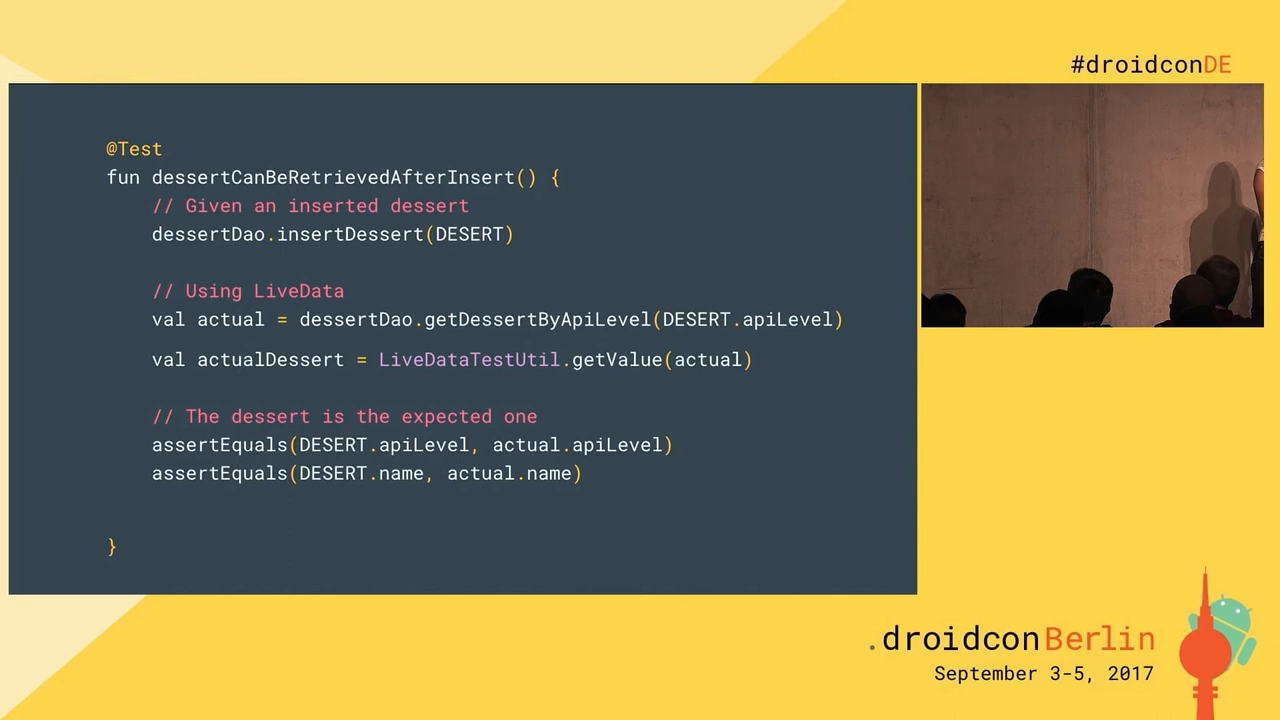 #droidconDE
@Test
fun dessertCanBeRetrievedAfterInsert() {
// Given an inserted dessert
dessertDao.insertDessert(DESERT)
// Using LiveData
val actual = dessertDao.getDessertByApiLevel(DESERT.apiLevel)
val actualDessert = LiveDataTestUtil.getValue(actual)
// The dessert is the expected one
assertEquals(DESERT.apiLevel, actual.apiLevel)
assertEquals(DESERT.name, actual.name)
}
.droidconBerlin
September 3-5, 2017